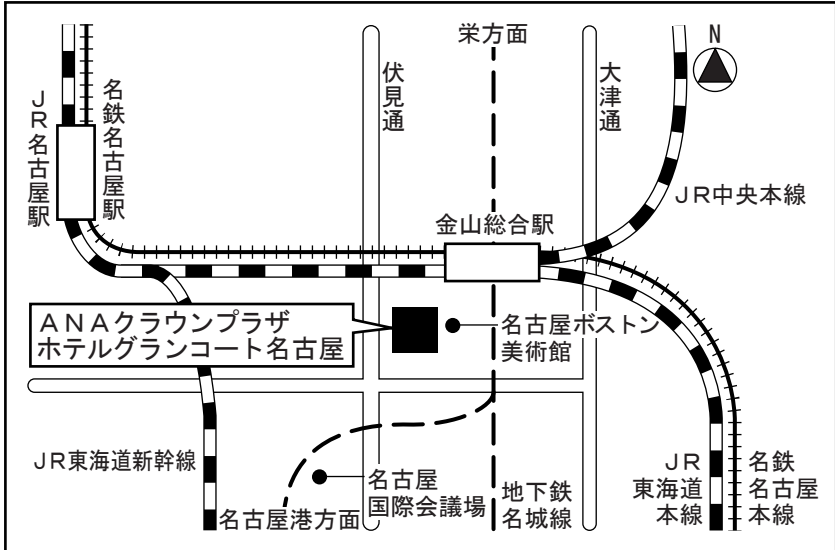 栄方面
N
伏見通
大津通
JR名古屋駅
名鉄名古屋駅
JR中央本線
金山総合駅
ANAクラウンプラザ
ホテルグランコート名古屋
名古屋ボストン
美術館
JR東海道新幹線
名古屋
国際会議場
名古屋港方面
地下鉄
名城線
JR
東海道
本線
名鉄
名古屋
本線